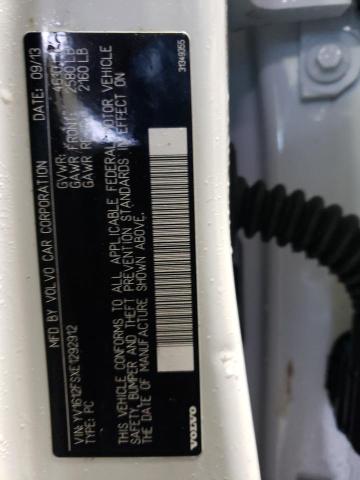 MFD BY VOLVO CAR CORPORATION DATE: 09/13
GVWR:
GAWR FRONT: 2580 LB
GAWR 2160 LB
THIS VEHICLE CONFORMS TO ALL APPLICABLE FEDERAL MOTOR VEHICLE
SAFETY, BUMPER AND THEFT PREVENTION STANDARDS IN EFFECT ON
THE DATE OF MANUFACTURE SHOWN ABOVE.
VIN: YV1612FSXE1292912
TYPE: PC
VOLVO 31349355